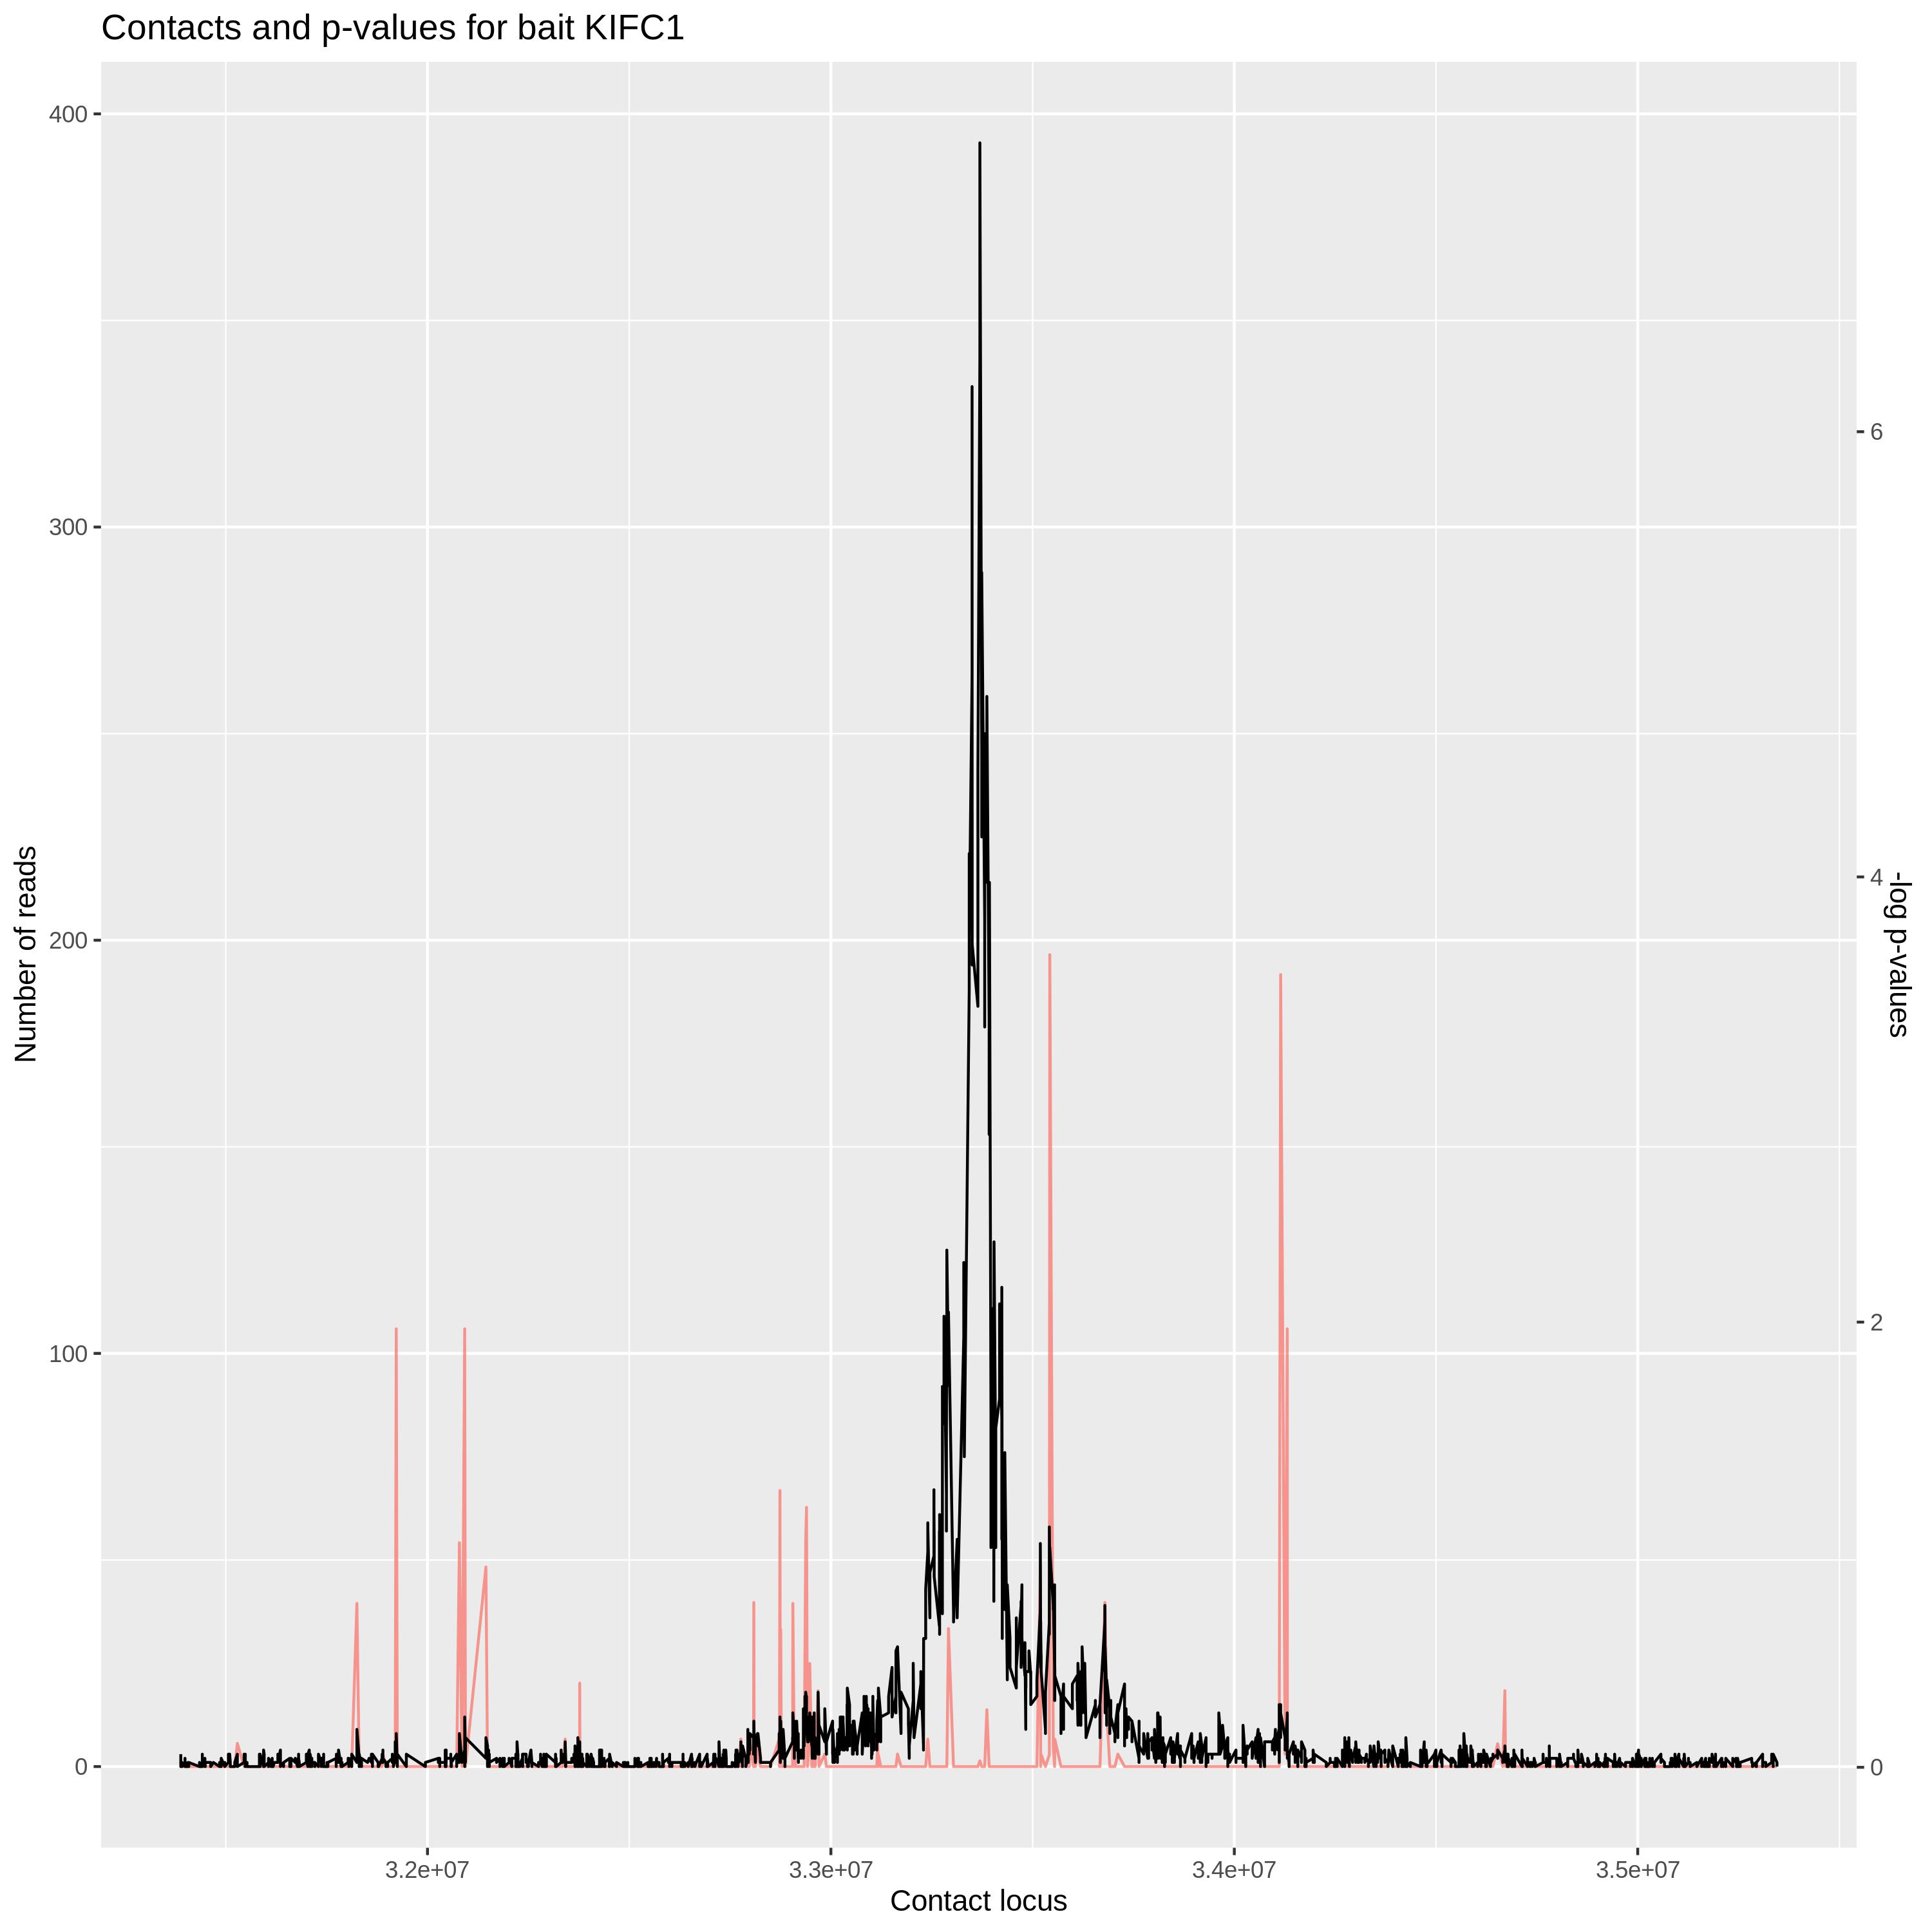 Contacts and p-values for bait KIFC1
400
300
200
100
0
Number of reads
6
4
2
0
-log p-values
3.2e+07
3.3e+07
3.4e+07
3.5e+07
Contact locus